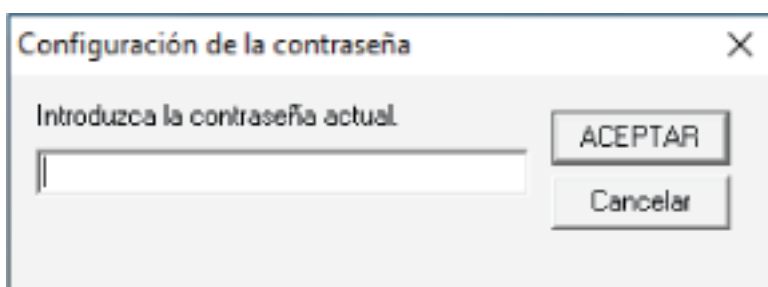 Configuración de la contraseña
Introduzca la contraseña actual.
ACEPTAR
Cancelar